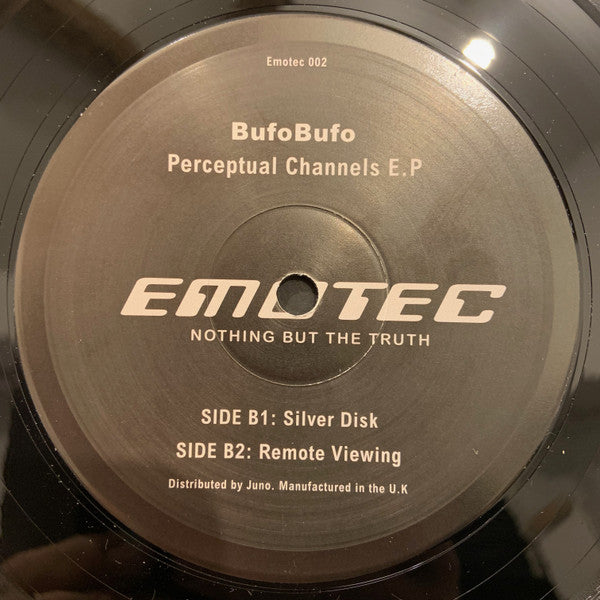 Emotec 002
BufoBufo
Perceptual Channels E.P
EMOTEC
NOTHING BUT THE TRUTH
SIDE B1: Silver Disk
SIDE B2: Remote Viewing
Distributed by Juno. Manufactured in the U.K